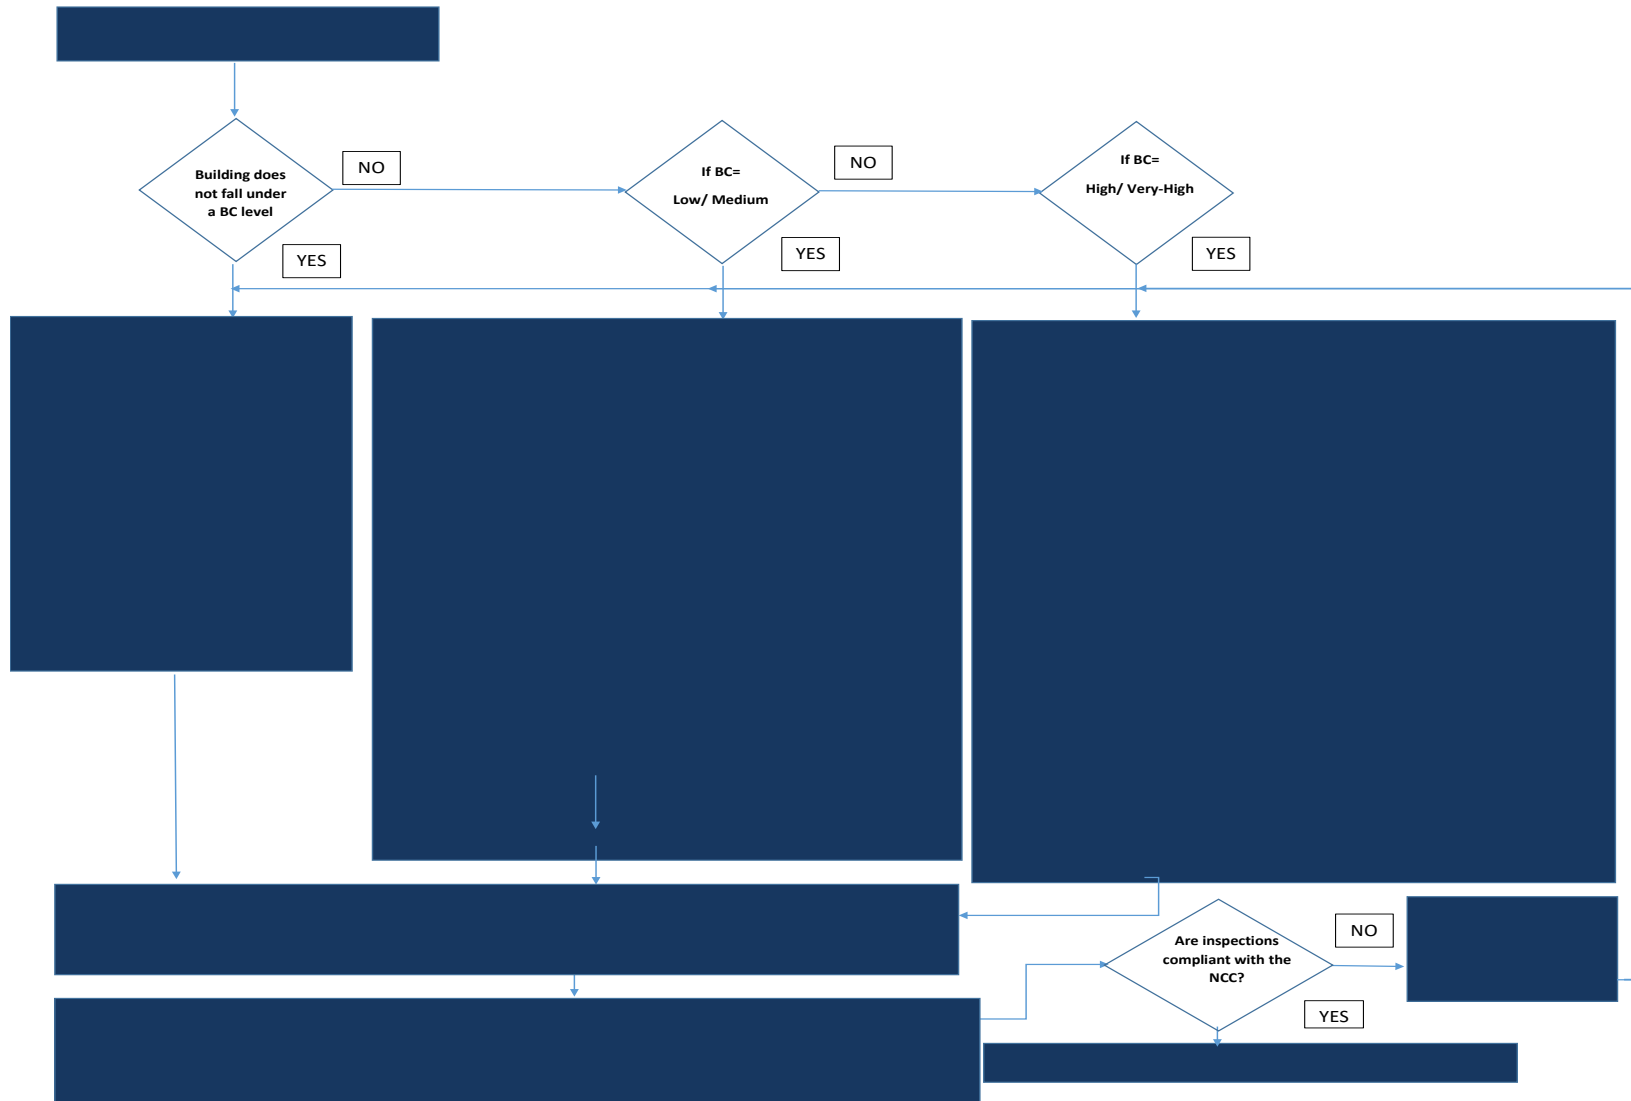 Building does
not fall under
a BC level
NO
If BC=
Low/ Medium
NO
If BC=
High/ Very-High
YES
YES
YES
Are inspections
compliant with the
NCC?
NO
YES